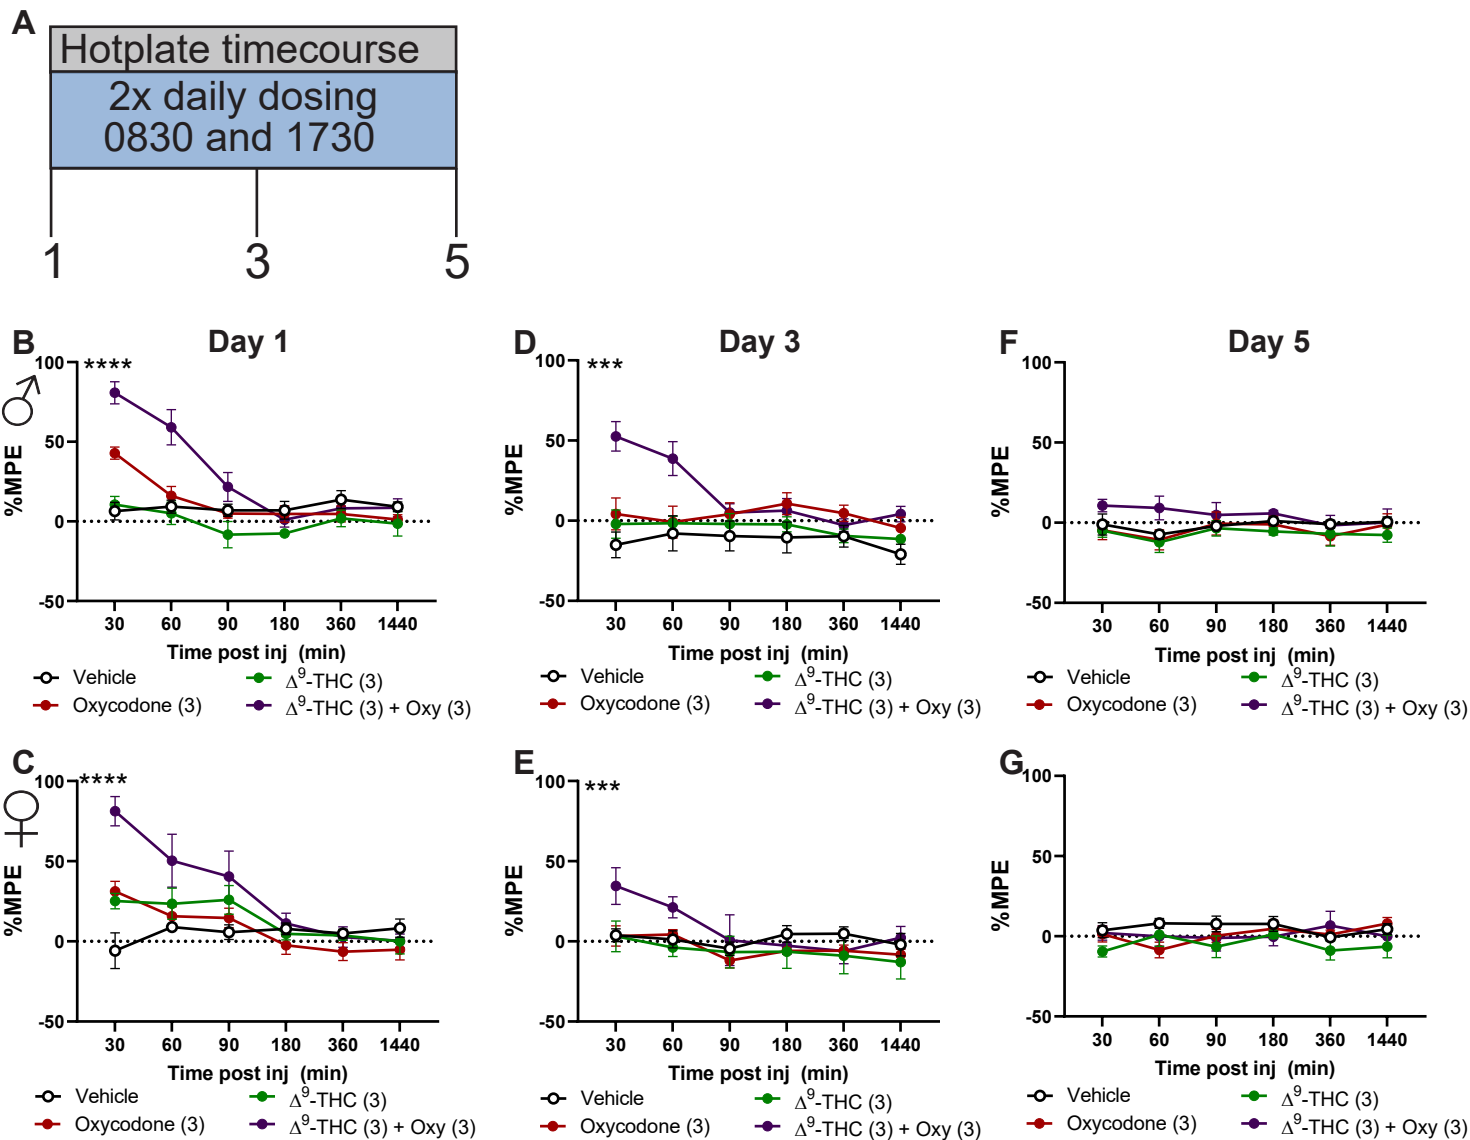 A
Hotplate timecourse
2x daily dosing
0830 and 1730
1 3 5
B Day 1
100 ****
50
0
-50
%MPE
30 60 90 180 360 1440
Time post inj (min)
Vehicle Δ⁹-THC (3)
Oxycodone (3) Δ⁹-THC (3) + Oxy (3)
D Day 3
100 ***
50
0
-50
%MPE
30 60 90 180 360 1440
Time post inj (min)
Vehicle Δ⁹-THC (3)
Oxycodone (3) Δ⁹-THC (3) + Oxy (3)
F Day 5
100
50
0
-50
%MPE
30 60 90 180 360 1440
Time post inj (min)
Vehicle Δ⁹-THC (3)
Oxycodone (3) Δ⁹-THC (3) + Oxy (3)
C
100 ****
50
0
-50
%MPE
30 60 90 180 360 1440
Time post inj (min)
Vehicle Δ⁹-THC (3)
Oxycodone (3) Δ⁹-THC (3) + Oxy (3)
E
100 ***
50
0
-50
%MPE
30 60 90 180 360 1440
Time post inj (min)
Vehicle Δ⁹-THC (3)
Oxycodone (3) Δ⁹-THC (3) + Oxy (3)
G
100
50
0
-50
%MPE
30 60 90 180 360 1440
Time post inj (min)
Vehicle Δ⁹-THC (3)
Oxycodone (3) Δ⁹-THC (3) + Oxy (3)